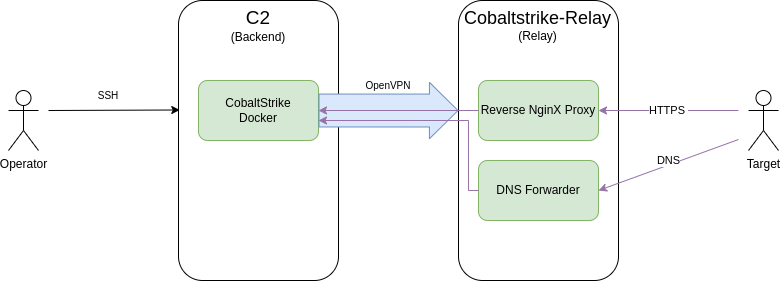 C2
(Backend)
Cobaltstrike-Relay
(Relay)
SSH
OpenVPN
CobaltStrike
Docker
Reverse NginX Proxy
HTTPS
Operator
DNS
Target
DNS Forwarder